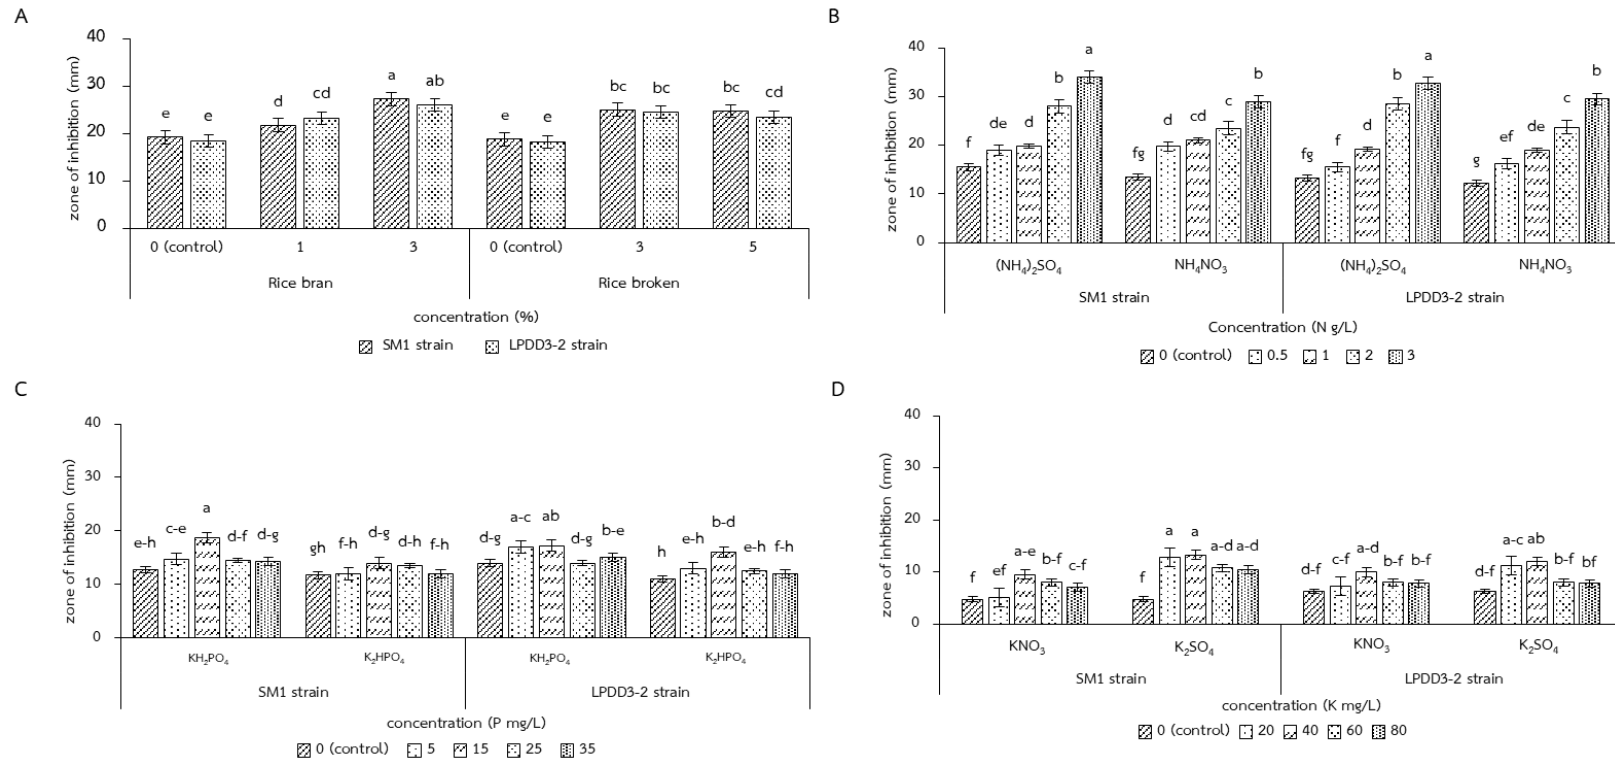 A
zone of inhibition (mm)
40
30
20
10
0
e e d cd a ab e e bc bc bc cd
0 (control) 1 3 0 (control) 3 5
Rice bran Rice broken
concentration (%)
SM1 strain LPDD3-2 strain
B
zone of inhibition (mm)
40
30
20
10
0
f de d b a fg d cd c b fg f d b a g ef de c b
(NH₄)₂SO₄ NH₄NO₃ (NH₄)₂SO₄ NH₄NO₃
SM1 strain LPDD3-2 strain
Concentration (N g/L)
0 (control) 0.5 1 2 3
C
zone of inhibition (mm)
40
30
20
10
0
e-h c-e a d-f d-g gh f-h d-g d-h f-h d-g a-c ab d-g b-e h e-h b-d e-h f-h
KH₂PO₄ K₂HPO₄ KH₂PO₄ K₂HPO₄
SM1 strain LPDD3-2 strain
concentration (P mg/L)
0 (control) 5 15 25 35
D
zone of inhibition (mm)
40
30
20
10
0
f ef a-e b-f c-f f a a a-d a-d d-f c-f a-d b-f b-f d-f a-c ab b-f bf
KNO₃ K₂SO₄ KNO₃ K₂SO₄
SM1 strain LPDD3-2 strain
concentration (K mg/L)
0 (control) 20 40 60 80